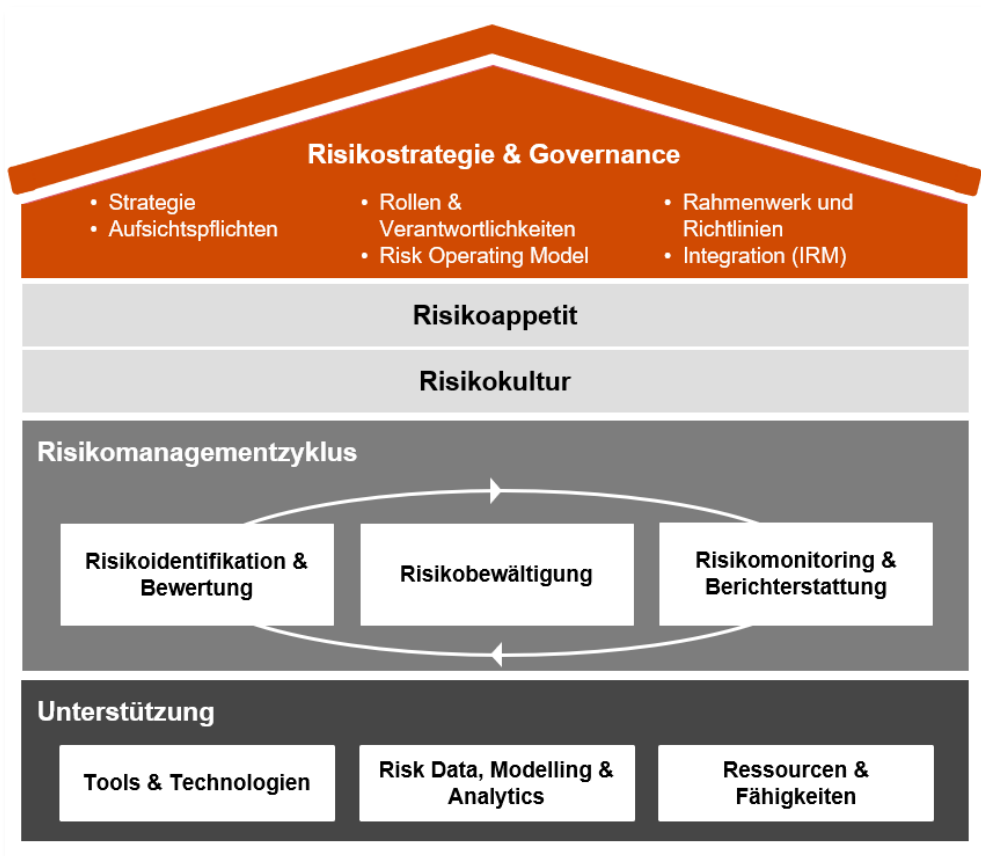 Risikostrategie & Governance
• Strategie
• Aufsichtspflichten
• Rollen &
Verantwortlichkeiten
• Risk Operating Model
• Rahmenwerk und
Richtlinien
• Integration (IRM)
Risikoappetit
Risikokultur
Risikomanagementzyklus
Risikoidentifikation &
Bewertung
Risikobewältigung
Risikomonitoring &
Berichterstattung
Unterstützung
Tools & Technologien
Risk Data, Modelling &
Analytics
Ressourcen &
Fähigkeiten